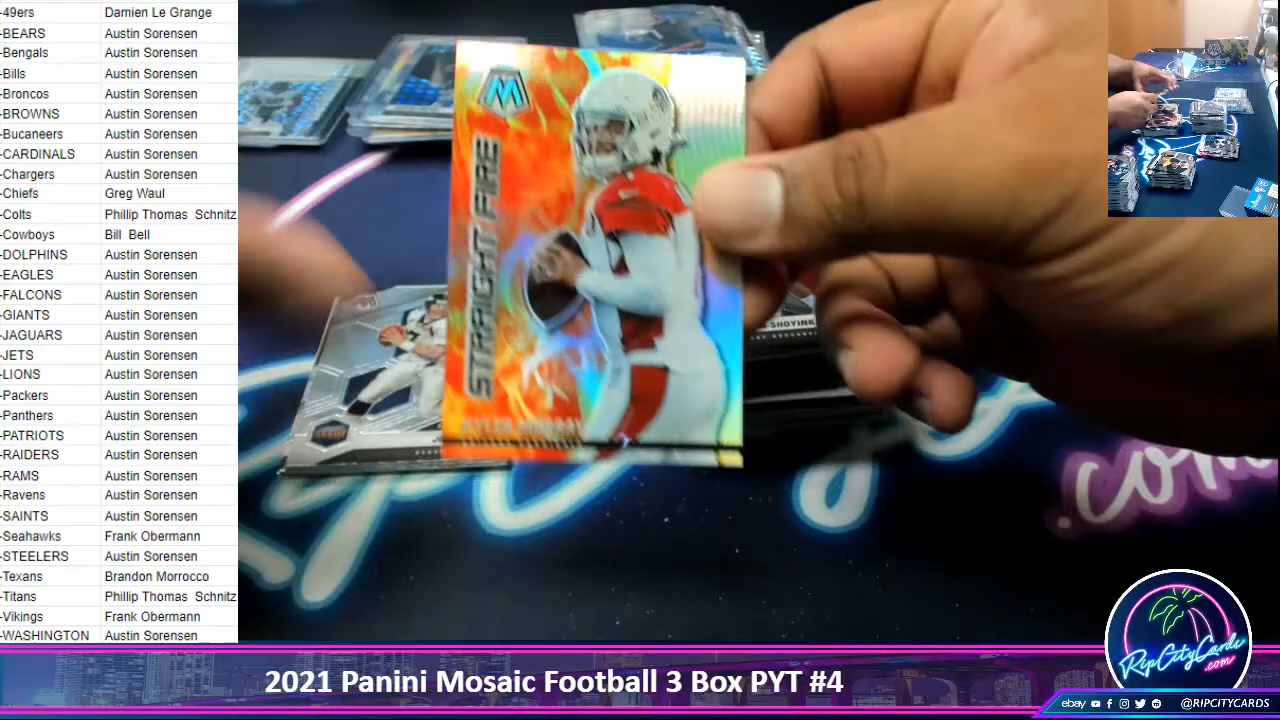 -49ers Damien Le Grange
-BEARS Austin Sorensen
-Bengals Austin Sorensen
-Bills Austin Sorensen
-Broncos Austin Sorensen
-BROWNS Austin Sorensen
-Bucaneers Austin Sorensen
-CARDINALS Austin Sorensen
-Chargers Austin Sorensen
-Chiefs Greg Waul
-Colts Phillip Thomas Schnitz
-Cowboys Bill Bell
-DOLPHINS Austin Sorensen
-EAGLES Austin Sorensen
-FALCONS Austin Sorensen
-GIANTS Austin Sorensen
-JAGUARS Austin Sorensen
-JETS Austin Sorensen
-LIONS Austin Sorensen
-Packers Austin Sorensen
-Panthers Austin Sorensen
-PATRIOTS Austin Sorensen
-RAIDERS Austin Sorensen
-RAMS Austin Sorensen
-Ravens Austin Sorensen
-SAINTS Austin Sorensen
-Seahawks Frank Obermann
-STEELERS Austin Sorensen
-Texans Brandon Morrocco
-Titans Phillip Thomas Schnitz
-Vikings Frank Obermann
-WASHINGTON Austin Sorensen
M
STRAIGHT FIRE
KYLER MURRAY
.com
RipCityCards
.com
2021 Panini Mosaic Football 3 Box PYT #4
ebay @RIPCITYCARDS